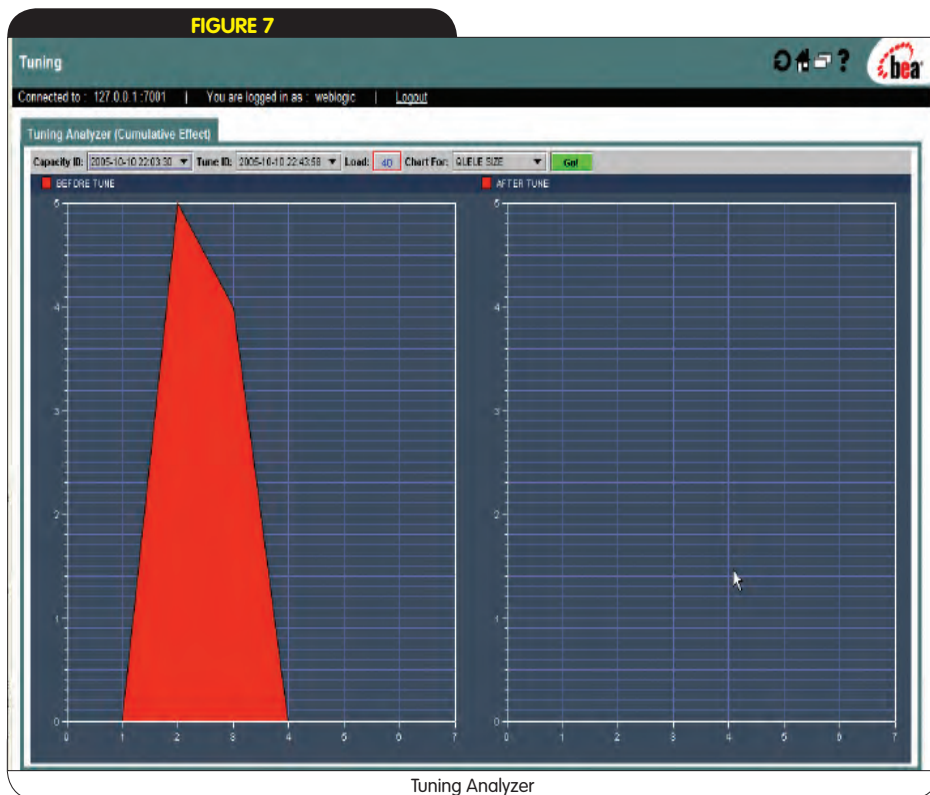 FIGURE 7
Tuning
bea
Connected to : 127.0.0.1 :7001 | You are logged in as : weblogic | Logout
Tuning Analyzer (Cumulative Effect)
Capacity ID: 2005-10-10 22:03:30 Tune ID: 2005-10-10 22:43:58 Load: 40 Chart For: QUEUE SIZE Go!
BEFORE TUNE
5
4
3
2
1
0
0 1 2 3 4 5 6 7
AFTER TUNE
5
4
3
2
1
0
0 1 2 3 4 5 6 7
Tuning Analyzer